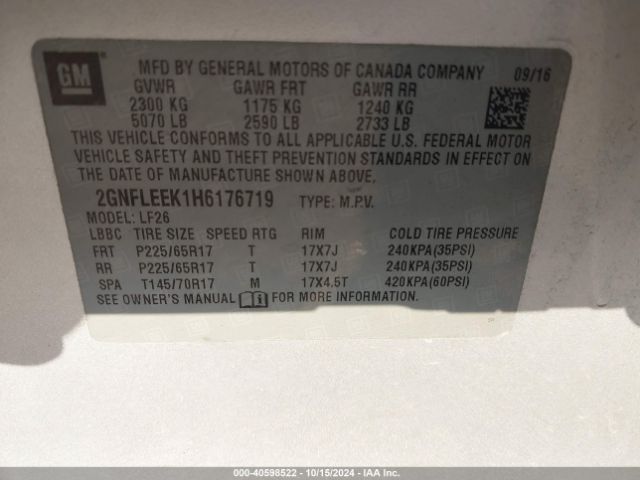 GM
MFD BY GENERAL MOTORS OF CANADA COMPANY 09/16
GVWR GAWR FRT GAWR RR
2300 KG 1175 KG 1240 KG
5070 LB 2590 LB 2733 LB
THIS VEHICLE CONFORMS TO ALL APPLICABLE U.S. FEDERAL MOTOR
VEHICLE SAFETY AND THEFT PREVENTION STANDARDS IN EFFECT ON
THE DATE OF MANUFACTURE SHOWN ABOVE.
2GNFLEEK1H6176719 TYPE: M.P.V.
MODEL: LF26
LBBC TIRE SIZE SPEED RTG RIM COLD TIRE PRESSURE
FRT P225/65R17 T 17X7J 240KPA(35PSI)
RR P225/65R17 T 17X7J 240KPA(35PSI)
SPA T145/70R17 M 17X4.5T 420KPA(60PSI)
SEE OWNER'S MANUAL i FOR MORE INFORMATION.
000-40598522 - 10/15/2024 - IAAI.COM